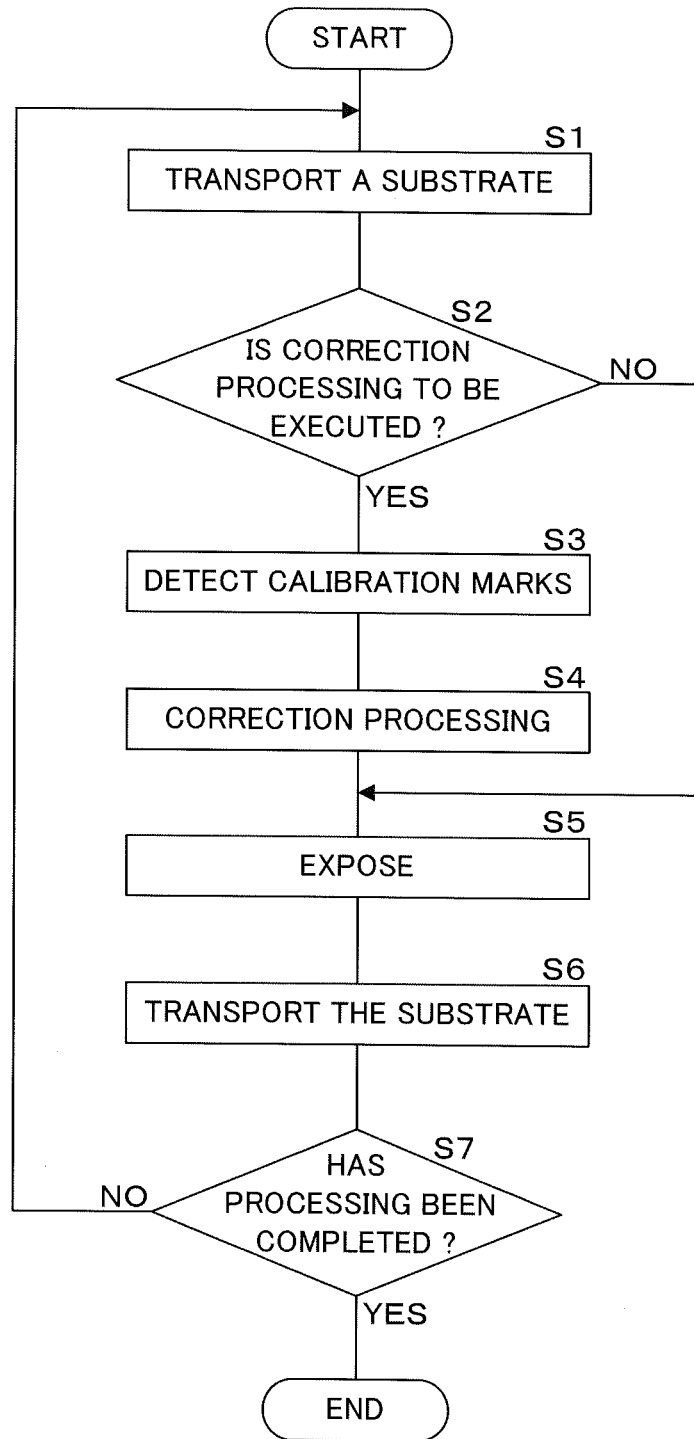 START
S1
TRANSPORT A SUBSTRATE
S2
IS CORRECTION
PROCESSING TO BE
EXECUTED ?
NO
YES
S3
DETECT CALIBRATION MARKS
S4
CORRECTION PROCESSING
S5
EXPOSE
S6
TRANSPORT THE SUBSTRATE
S7
HAS
PROCESSING BEEN
COMPLETED ?
NO
YES
END